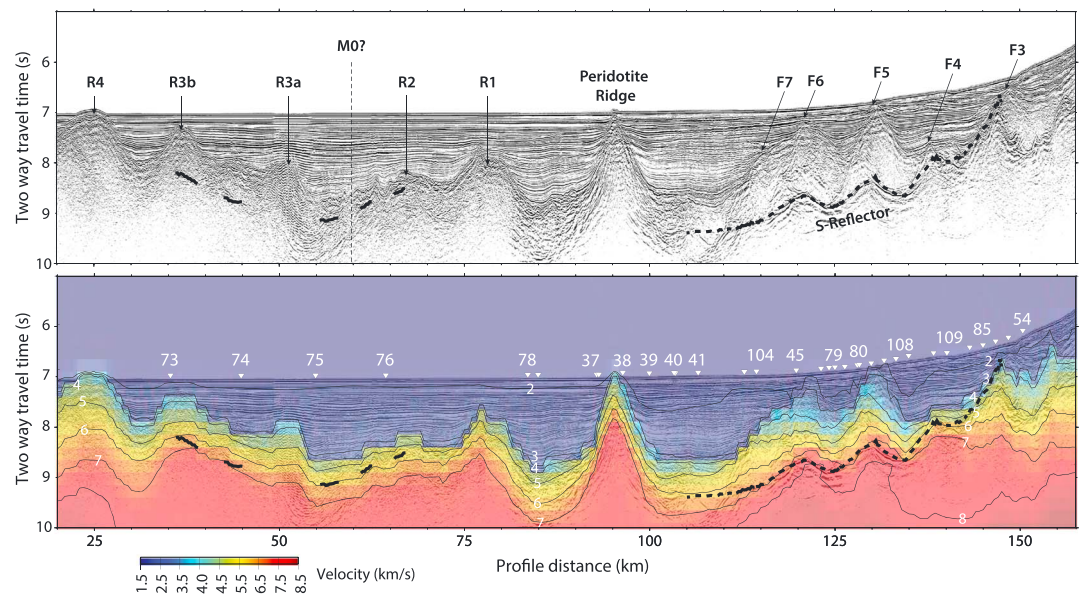 M0?
R4 R3b R3a R2 R1 Peridotite Ridge F7 F6 F5 F4 F3
Two way travel time (s)
6
7
8
9
10
S-Reflector
Two way travel time (s)
6
7
8
9
10
73 74 75 76 78 37 38 39 40 41 104 45 79 80 108 109 85 54
4
5
6
7
2
3
4
5
6
7
2
3
4
6
7
8
25 50 75 100 125 150
Profile distance (km)
1.5 2.5 3.5 4.0 4.5 5.5 6.5 7.5 8.5
Velocity (km/s)